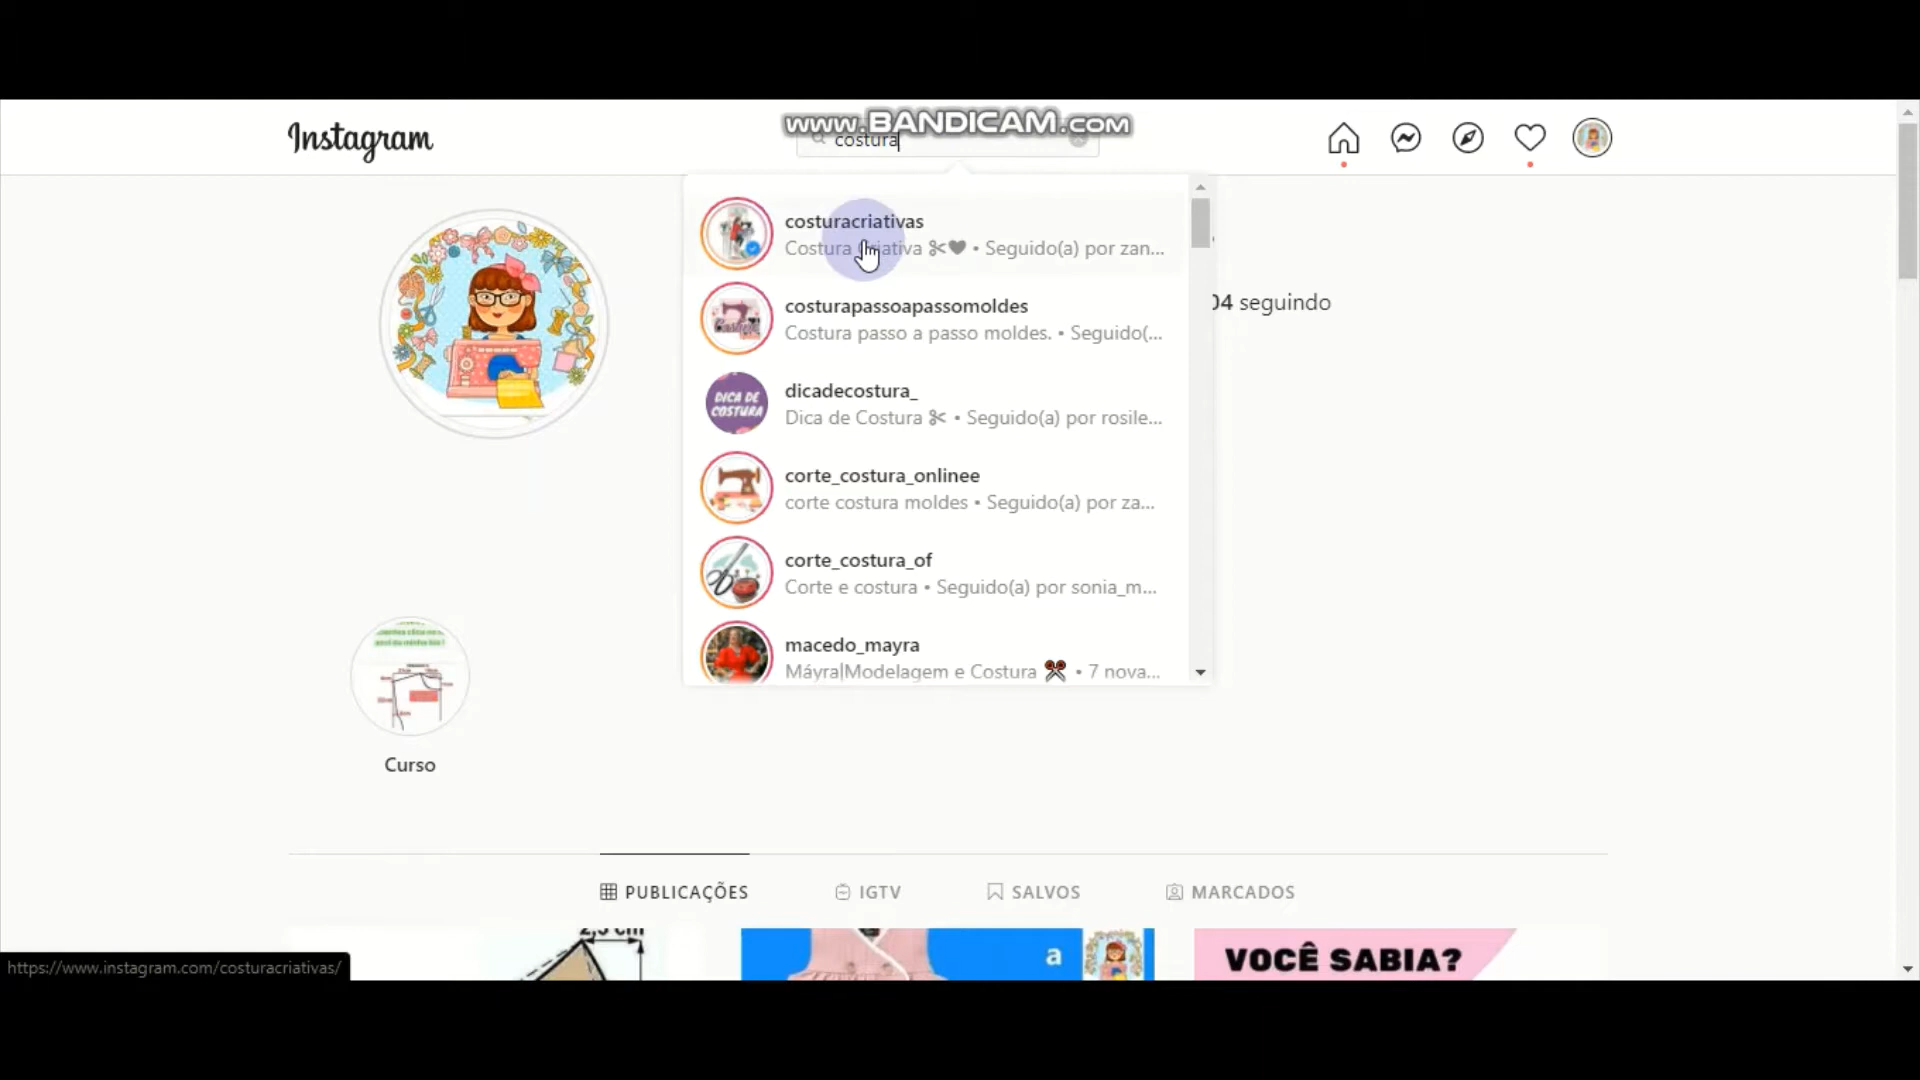 www.BANDICAM.com
Instagram
costura
costuracriativas
Costura Criativa ✂🖤 • Seguido(a) por zan...
costurapassoapassomoldes
Costura passo a passo moldes. • Seguido(...
04 seguindo
DICA DE
COSTURA
dicadecostura_
Dica de Costura ✂ • Seguido(a) por rosile...
corte_costura_onlinee
corte costura moldes • Seguido(a) por za...
corte_costura_of
Corte e costura • Seguido(a) por sonia_m...
macedo_mayra
Máyra|Modelagem e Costura ✂ • 7 nova...
Curso
PUBLICAÇÕES
IGTV
SALVOS
MARCADOS
2,5 cm
a
VOCÊ SABIA?
https://www.instagram.com/costuracriativas/